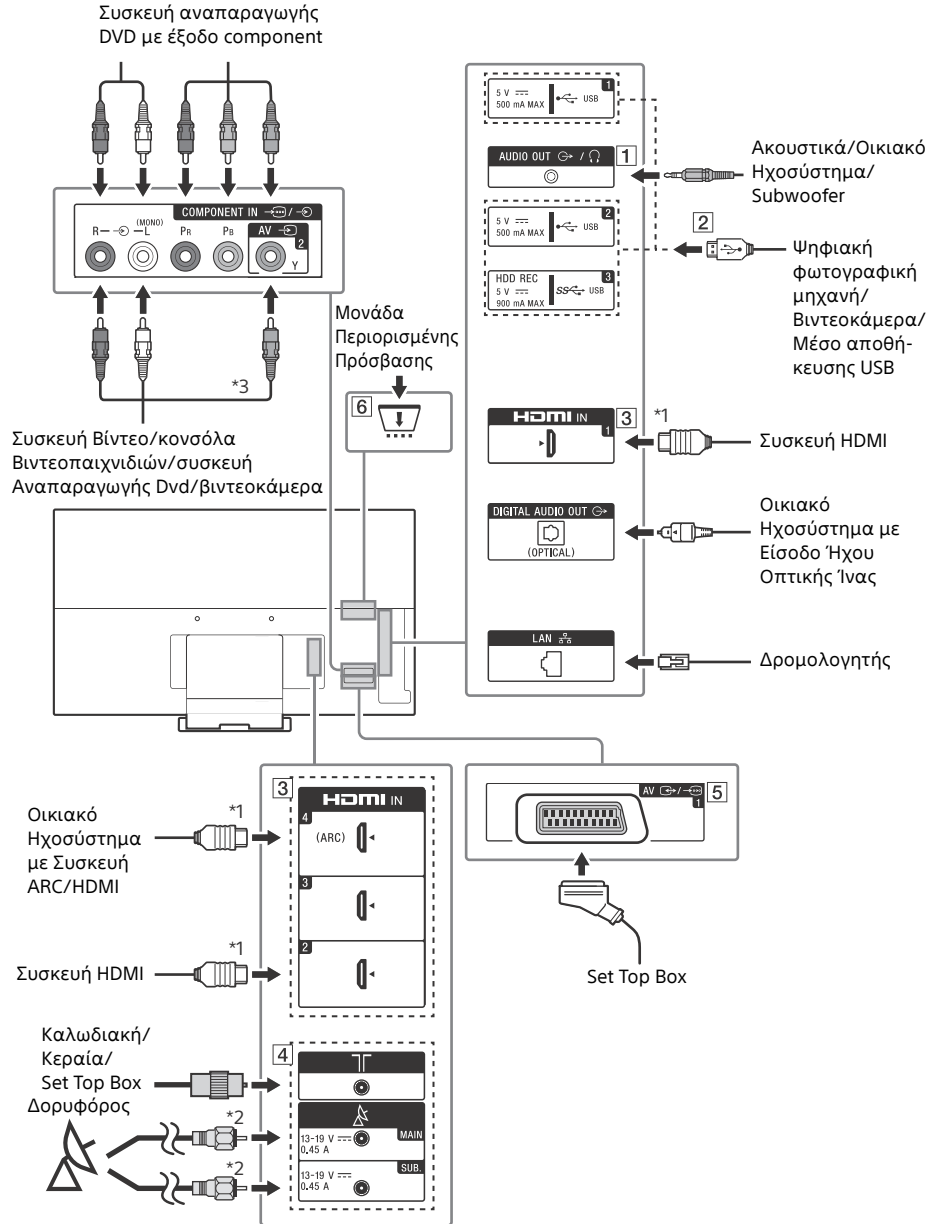 Συσκευή αναπαραγωγής
DVD με έξοδο component
COMPONENT IN
R
(MONO)
L
PR
PB
AV
2
Y
*3
Συσκευή Βίντεο/κονσόλα
Βιντεοπαιχνιδιών/συσκευή
Αναπαραγωγής Dvd/βιντεοκάμερα
Μονάδα
Περιορισμένης
Πρόσβασης
6
1
5 V
500 mA MAX
USB
AUDIO OUT
1
Ακουστικά/Οικιακό
Ηχοσύστημα/
Subwoofer
2
5 V
500 mA MAX
USB
2
Ψηφιακή
φωτογραφική
μηχανή/
Βιντεοκάμερα/
Μέσο αποθή-
κευσης USB
HDD REC
3
5 V
900 mA MAX
SS
USB
HDMI IN
1
3
*1
Συσκευή HDMI
DIGITAL AUDIO OUT
(OPTICAL)
Οικιακό
Ηχοσύστημα με
Είσοδο Ήχου
Οπτικής Ίνας
LAN
Δρομολογητής
3
HDMI IN
4
(ARC)
3
2
Οικιακό
Ηχοσύστημα
με Συσκευή
ARC/HDMI
*1
*1
Συσκευή HDMI
AV
1
5
Set Top Box
4
Καλωδιακή/
Κεραία/
Set Top Box
Δορυφόρος
*2
13-19 V
0.45 A
MAIN
*2
13-19 V
0.45 A
SUB.